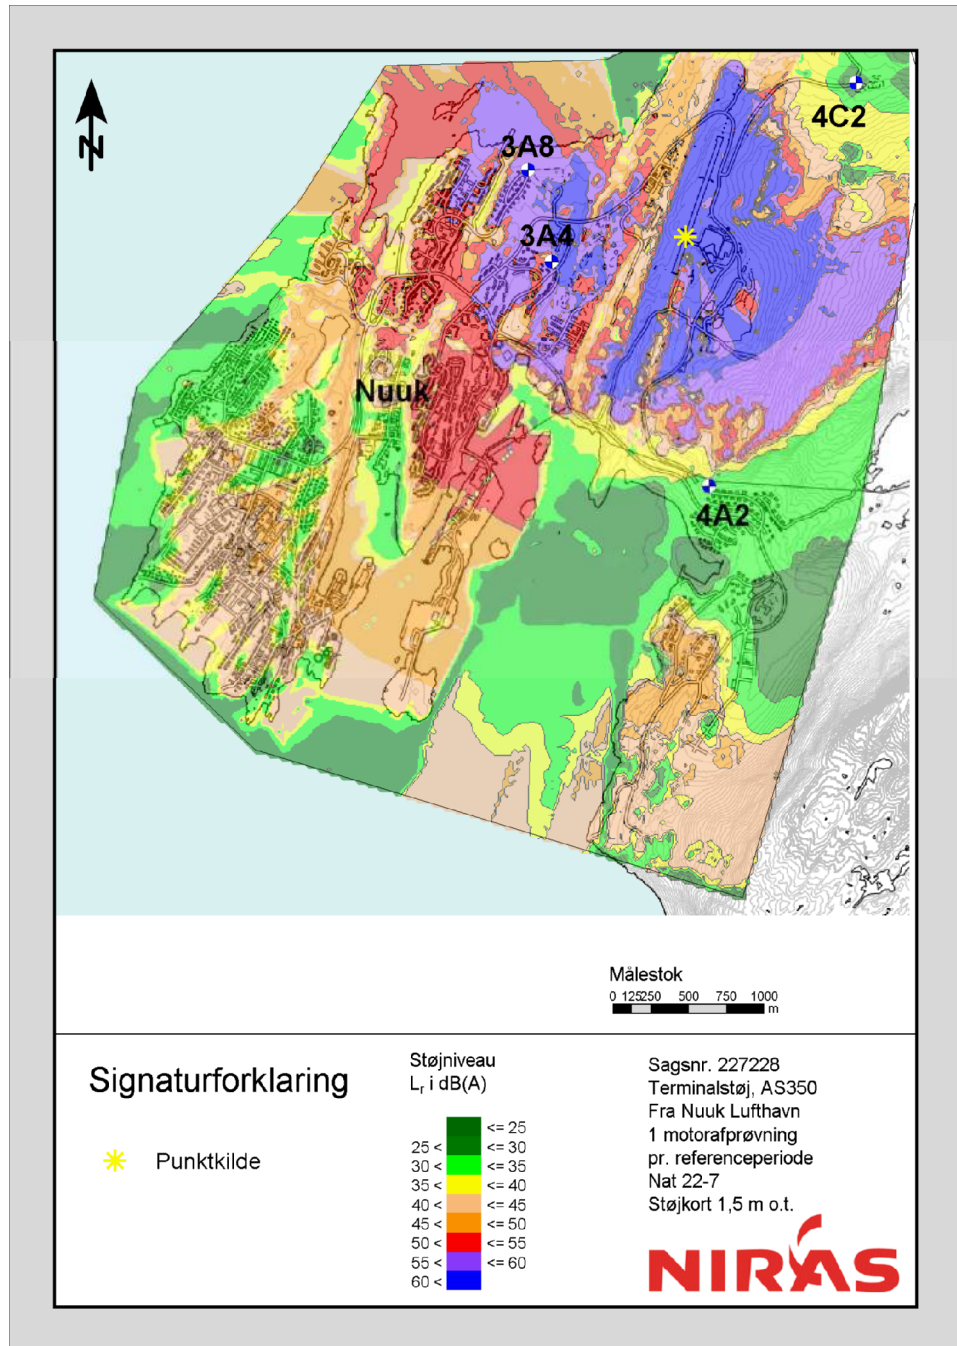 N
4C2
3A8
3A4
Nuuk
4A2
Målestok
0 125250 500 750 1000
m
Signaturforklaring
Punktkilde
Støjniveau
Lr i dB(A)
<= 25
25 < <= 30
30 < <= 35
35 < <= 40
40 < <= 45
45 < <= 50
50 < <= 55
55 < <= 60
60 <
Sagsnr. 227228
Terminalstøj, AS350
Fra Nuuk Lufthavn
1 motorafprøvning
pr. referenceperiode
Nat 22-7
Støjkort 1,5 m o.t.
NIRAS